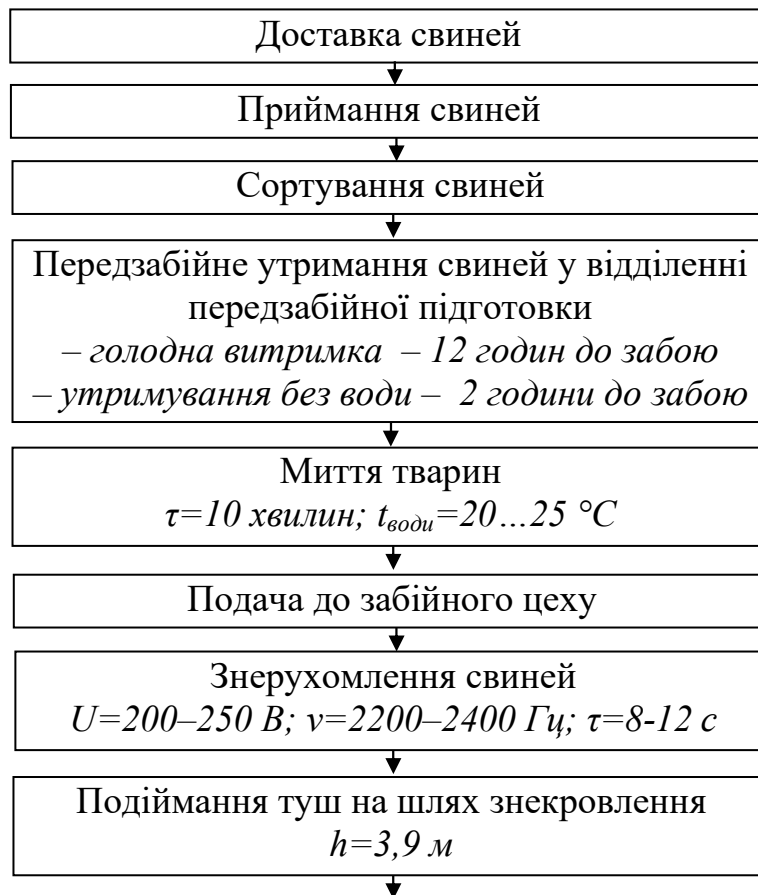 Доставка свиней
Приймання свиней
Сортування свиней
Передзабійне утримання свиней у відділенні
передзабійної підготовки
– голодна витримка – 12 годин до забою
– утримування без води – 2 години до забою
Миття тварин
τ=10 хвилин; tводи=20…25 °С
Подача до забійного цеху
Знерухомлення свиней
U=200–250 В; ν=2200–2400 Гц; τ=8-12 с
Подіймання туш на шлях знекровлення
h=3,9 м